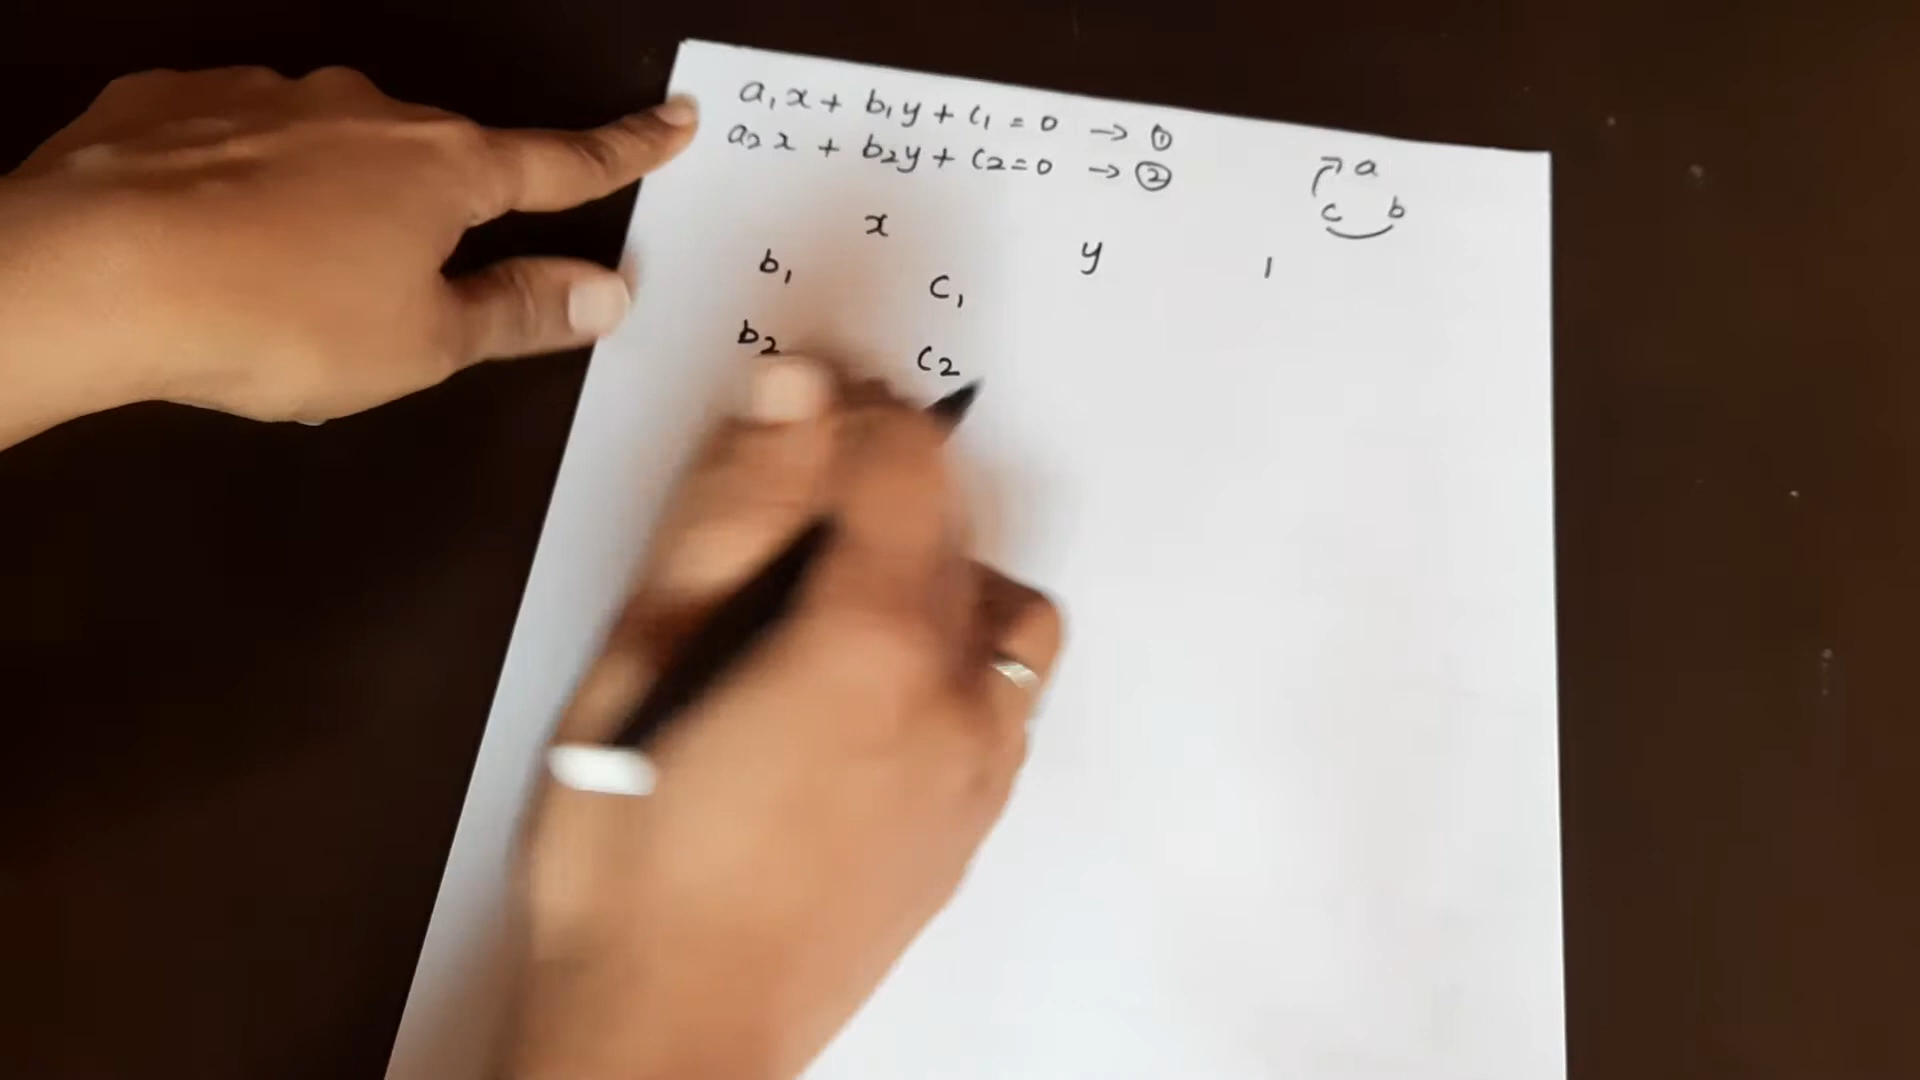 a₁x + b₁y + c₁ = 0 → ①
a₂x + b₂y + c₂ = 0 → ②
↗ a
c b
x y 1
b₁ c₁
b₂ c₂